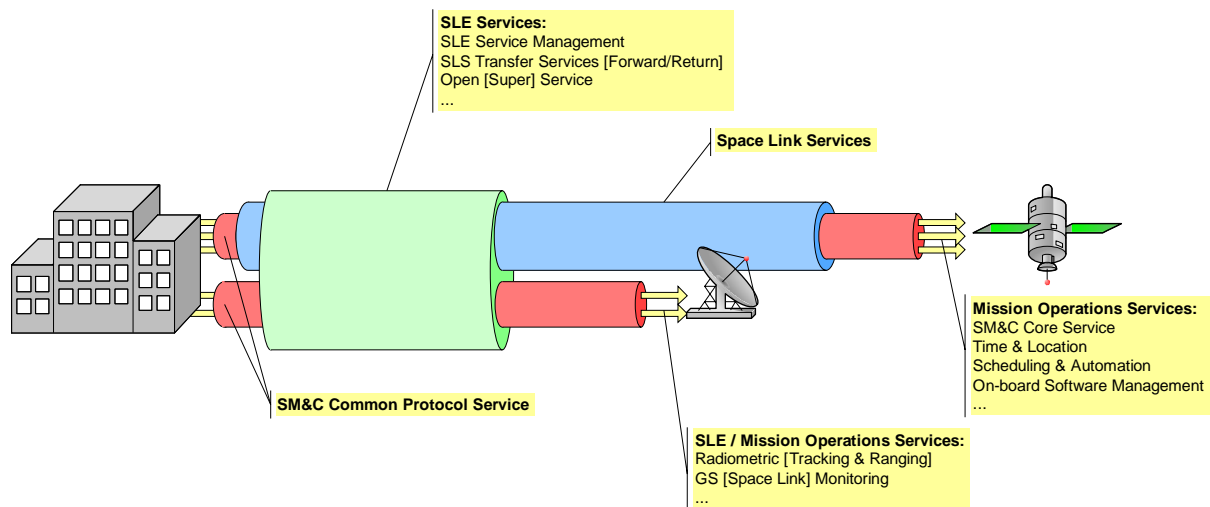 SLE Services:
SLE Service Management
SLS Transfer Services [Forward/Return]
Open [Super] Service
...
Space Link Services
Mission Operations Services:
SM&C Core Service
Time & Location
Scheduling & Automation
On-board Software Management
...
SM&C Common Protocol Service
SLE / Mission Operations Services:
Radiometric [Tracking & Ranging]
GS [Space Link] Monitoring
...